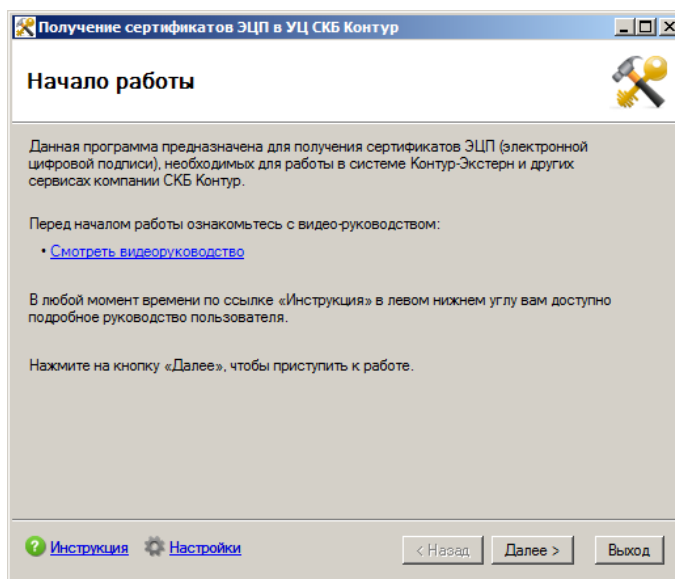 Получение сертификатов ЭЦП в УЦ СКБ Контур
Начало работы
Данная программа предназначена для получения сертификатов ЭЦП (электронной
цифровой подписи), необходимых для работы в системе Контур-Экстерн и других
сервисах компании СКБ Контур.
Перед началом работы ознакомьтесь с видео-руководством:
• Смотреть видеоруководство
В любой момент времени по ссылке «Инструкция» в левом нижнем углу вам доступно
подробное руководство пользователя.
Нажмите на кнопку «Далее», чтобы приступить к работе.
? Инструкция Настройки < Назад Далее > Выход